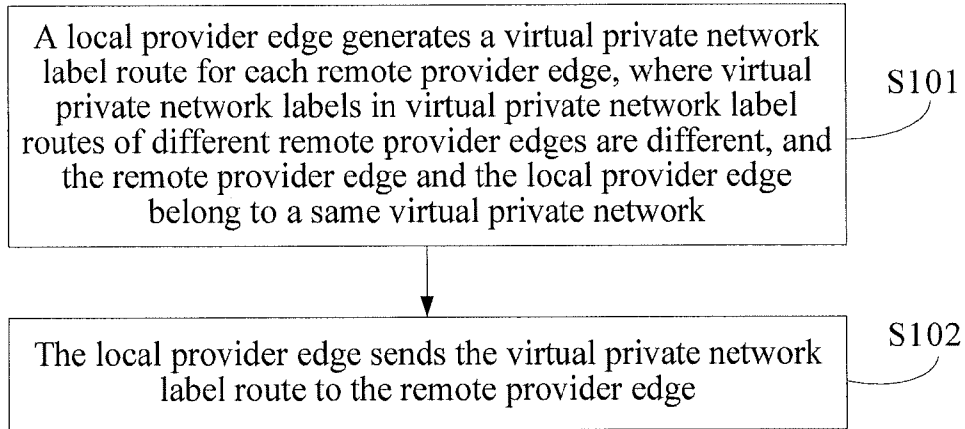 A local provider edge generates a virtual private network
label route for each remote provider edge, where virtual
private network labels in virtual private network label
routes of different remote provider edges are different, and
the remote provider edge and the local provider edge
belong to a same virtual private network
S101
The local provider edge sends the virtual private network
label route to the remote provider edge
S102